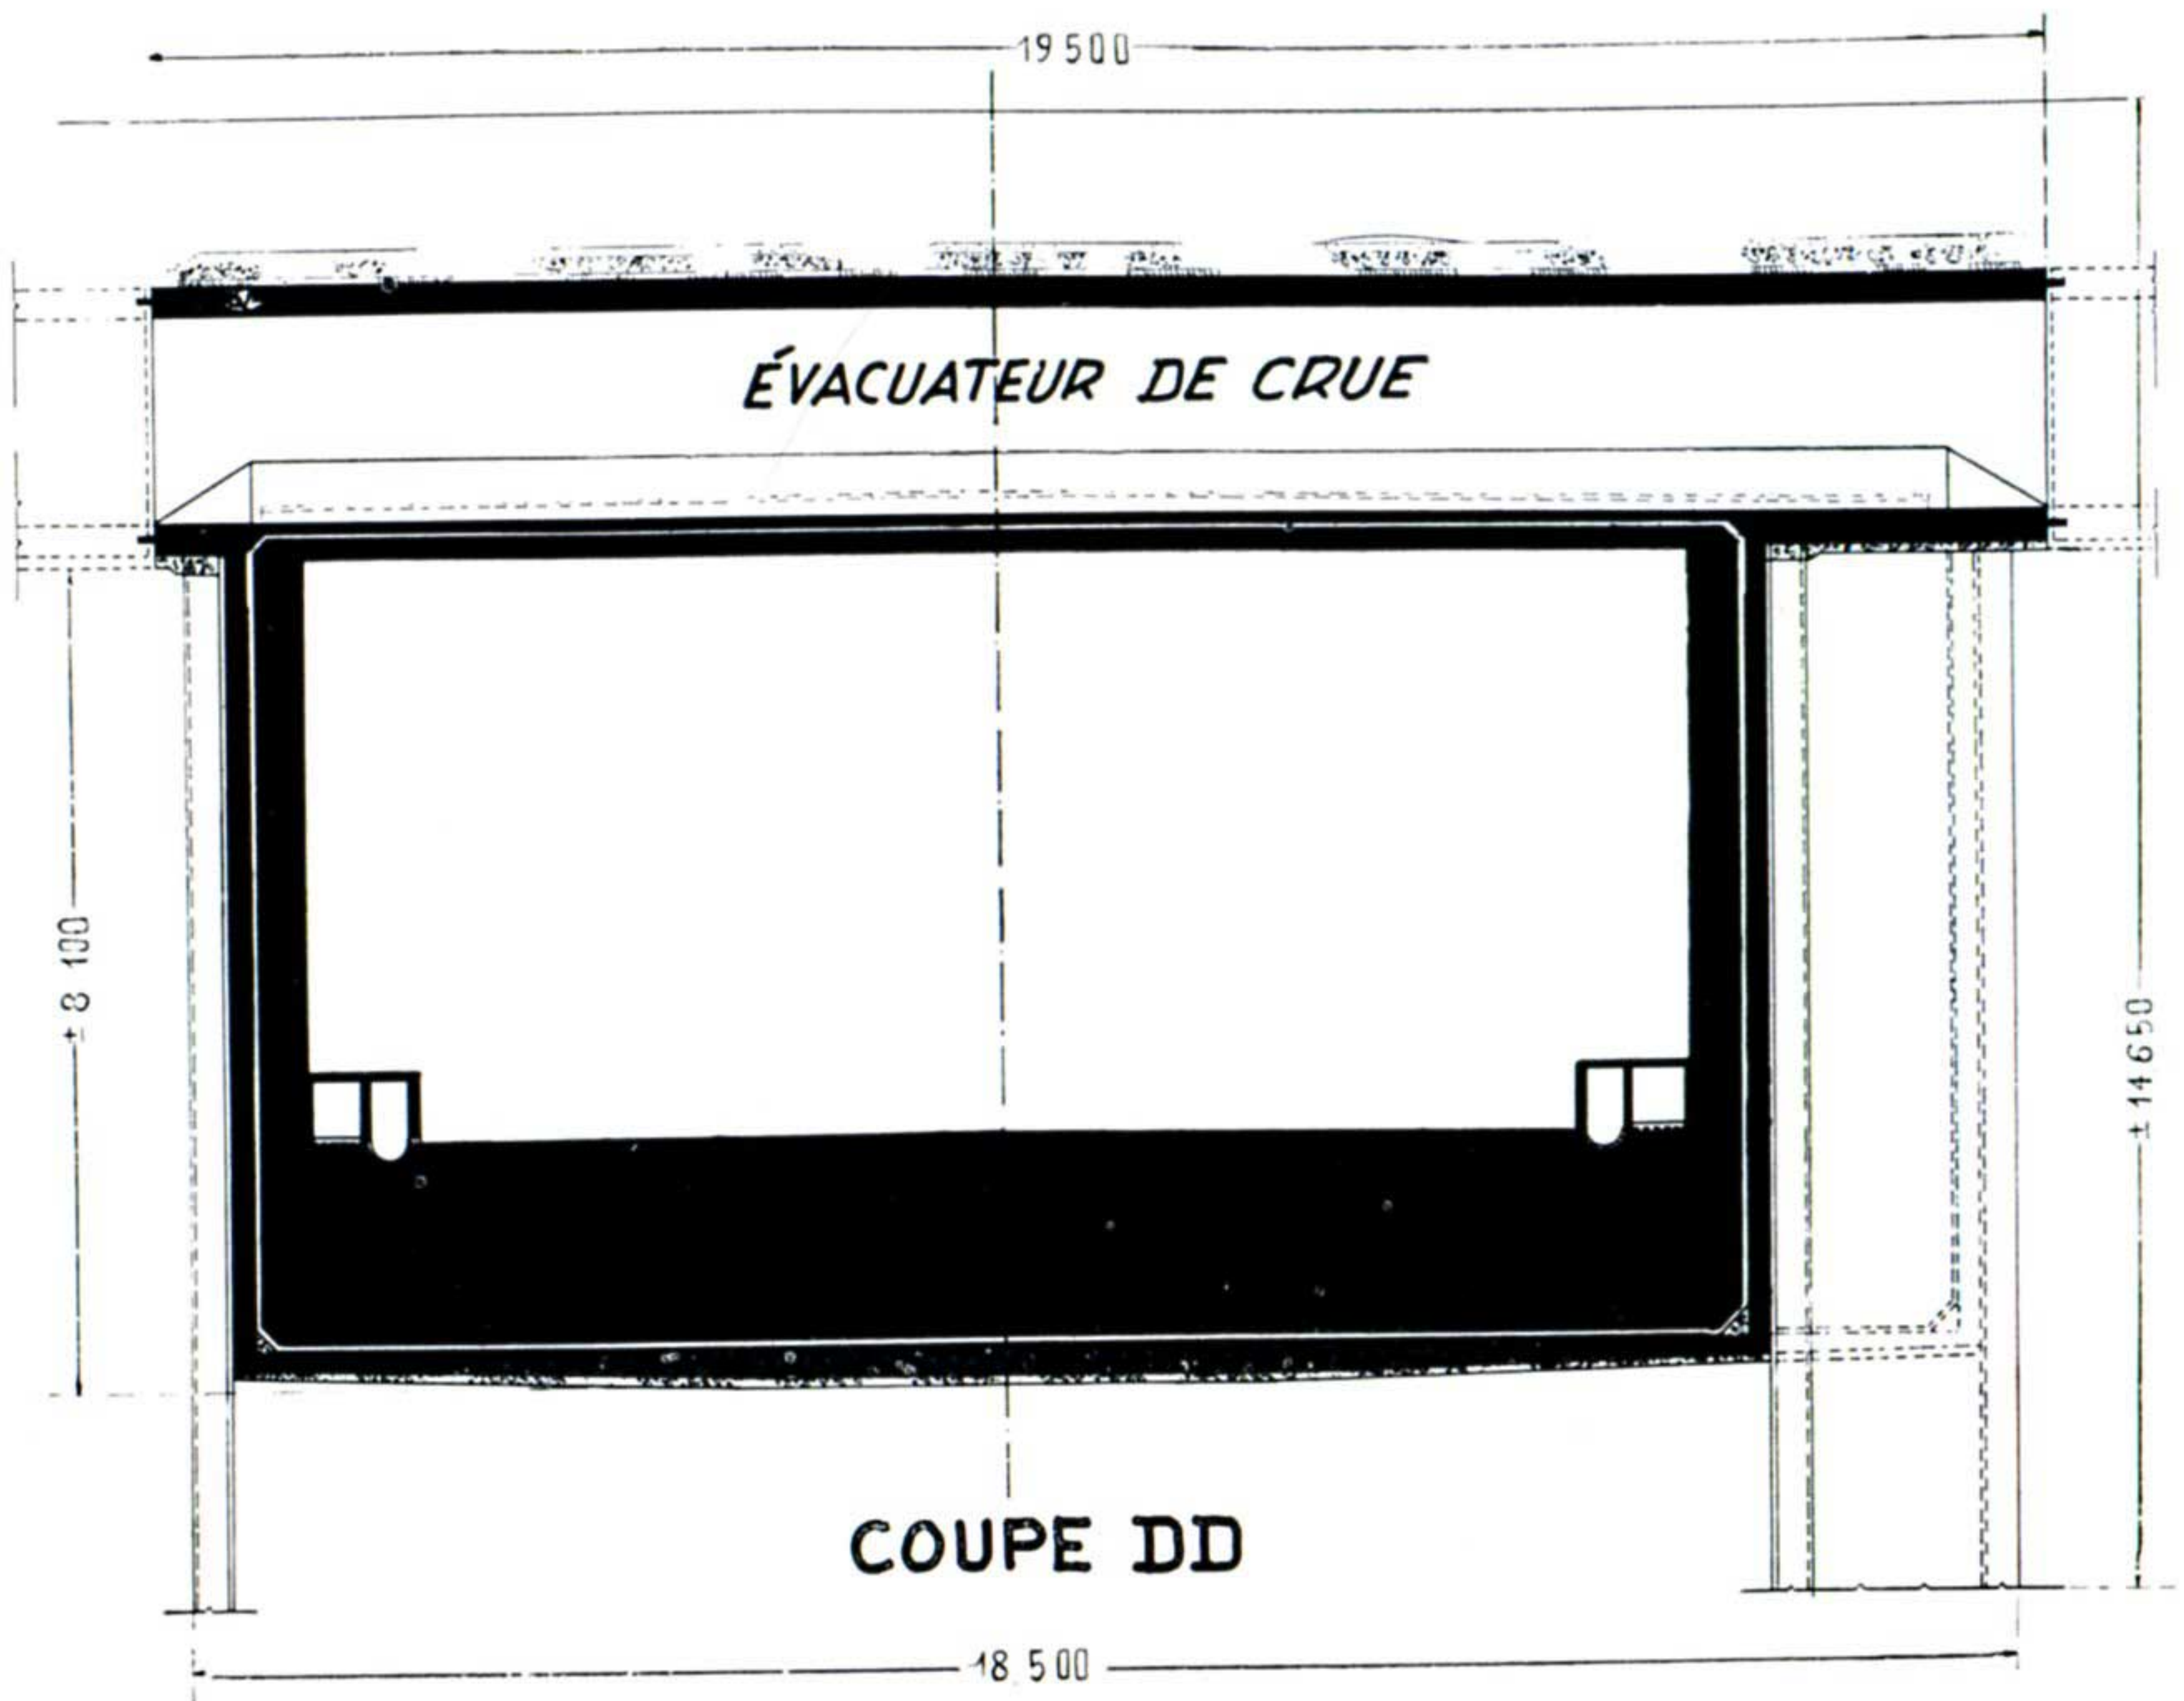 19 500
ÉVACUATEUR DE CRUE
± 8 100
± 14 650
COUPE DD
18 500